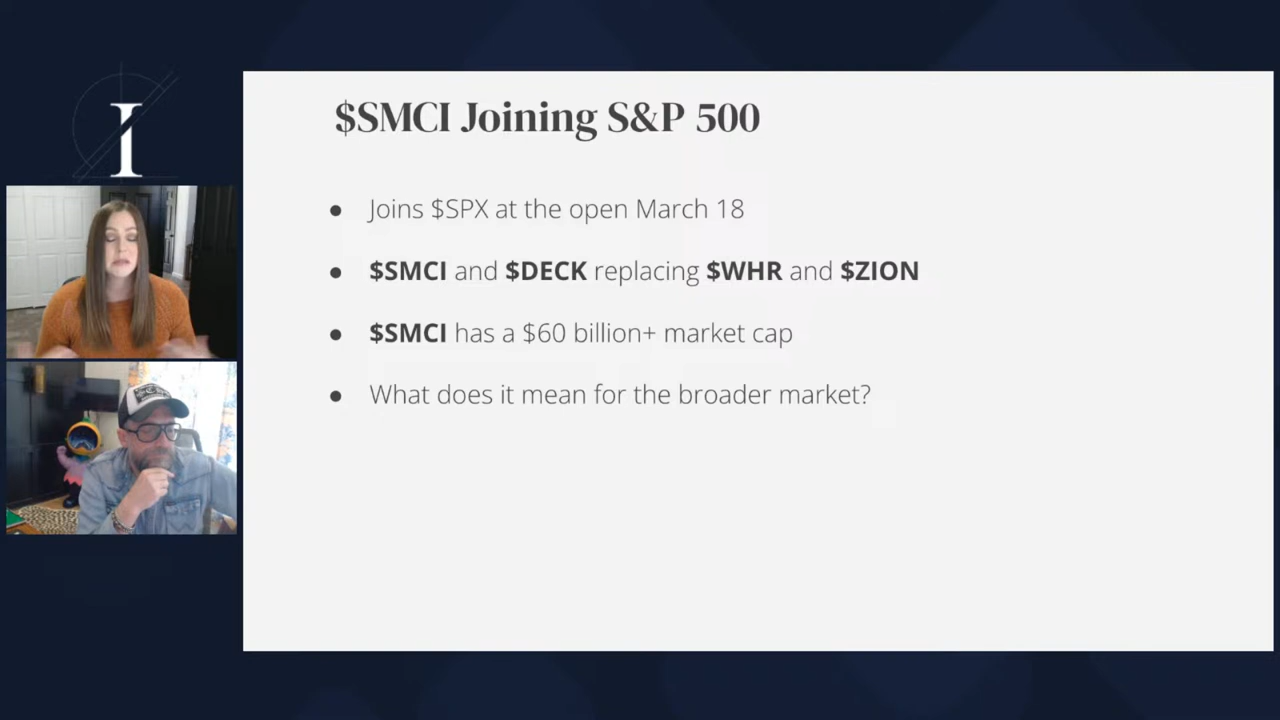 I
$SMCI Joining S&P 500
● Joins $SPX at the open March 18
● $SMCI and $DECK replacing $WHR and $ZION
● $SMCI has a $60 billion+ market cap
● What does it mean for the broader market?